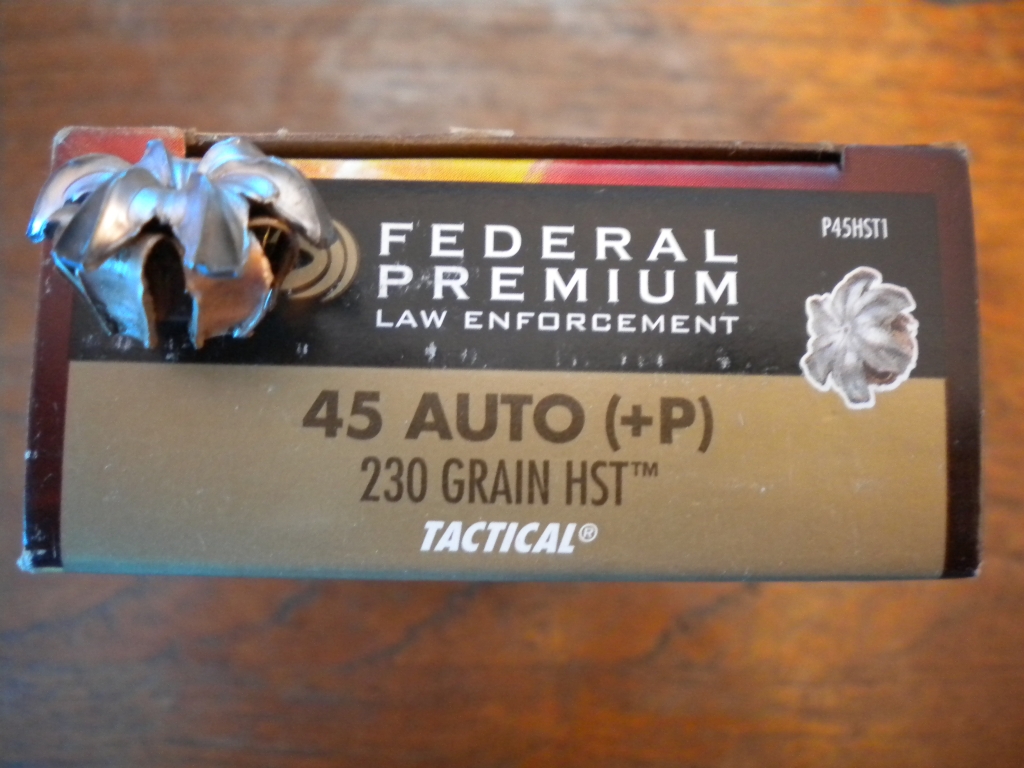 FEDERAL
PREMIUM
LAW ENFORCEMENT
P45HST1
45 AUTO (+P)
230 GRAIN HST™
TACTICAL®